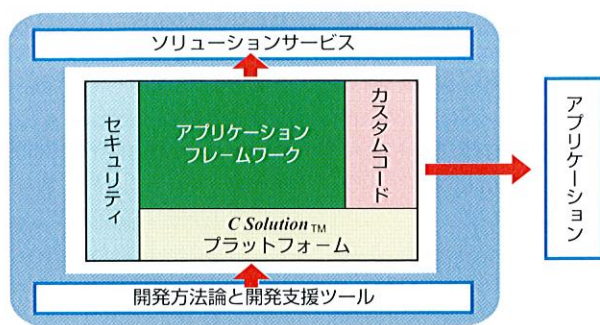 ソリューションサービス
セキュリティ
アプリケーション
フレームワーク
カスタムコード
C Solution TM
プラットフォーム
開発方法論と開発支援ツール
アプリケーション